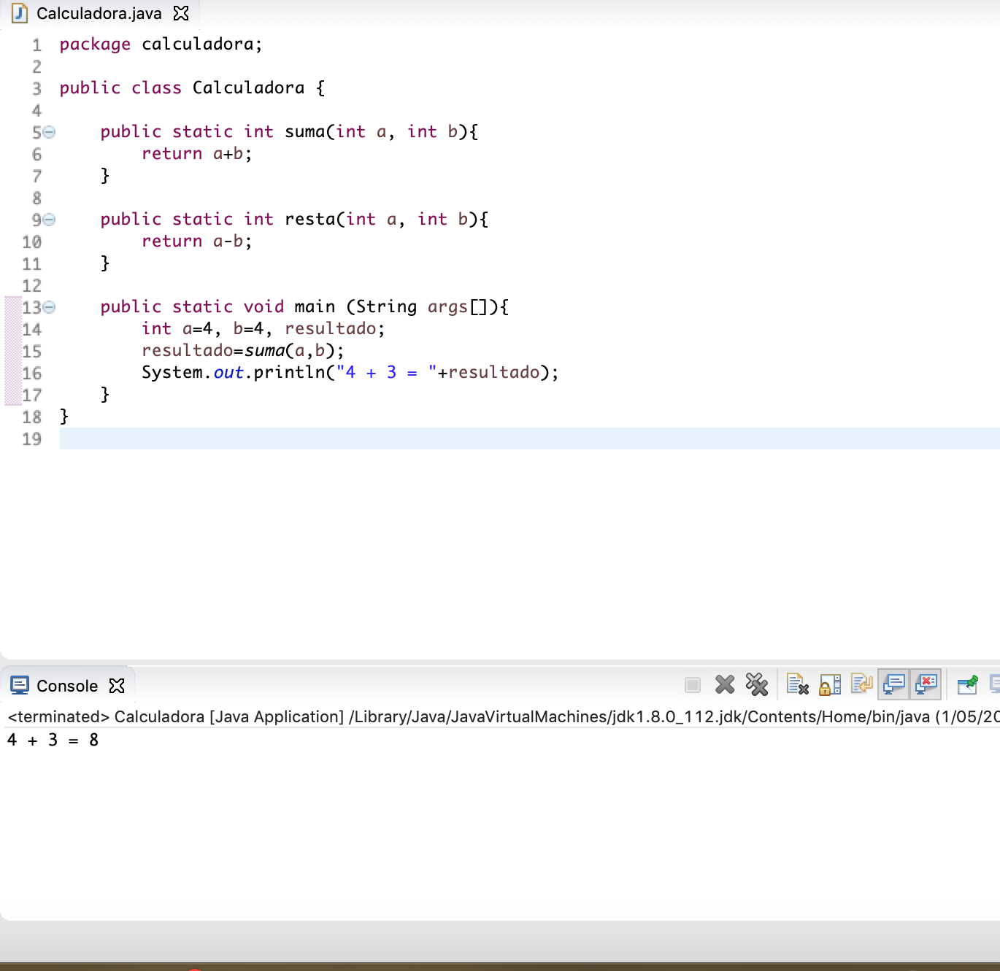 Calculadora.java
1 package calculadora;
2
3 public class Calculadora {
4
5 public static int suma(int a, int b){
6 return a+b;
7 }
8
9 public static int resta(int a, int b){
10 return a-b;
11 }
12
13 public static void main (String args[]){
14 int a=4, b=4, resultado;
15 resultado=suma(a,b);
16 System.out.println("4 + 3 = "+resultado);
17 }
18 }
19
Console
<terminated> Calculadora [Java Application] /Library/Java/JavaVirtualMachines/jdk1.8.0_112.jdk/Contents/Home/bin/java (1/05/20
4 + 3 = 8